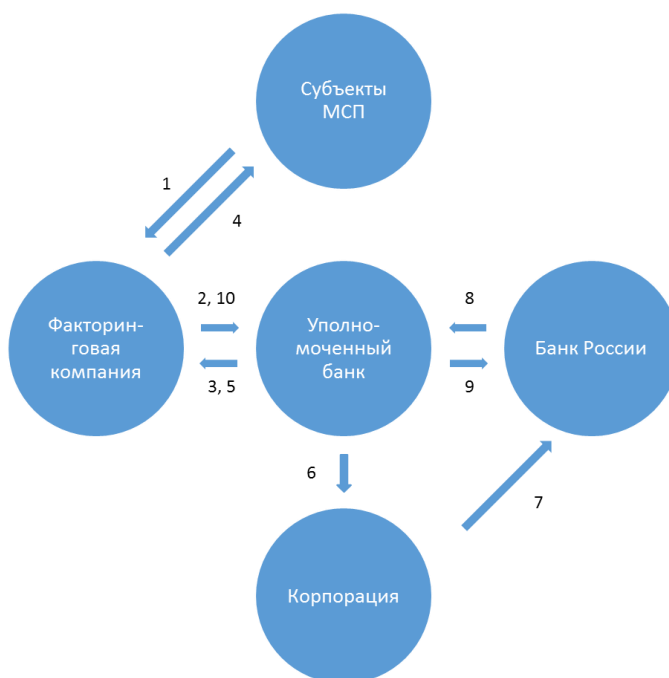 Субъекты
МСП
1
4
2, 10
8
Факторин-
говая
компания
Уполно-
моченный
банк
Банк России
3, 5
9
6
7
Корпорация